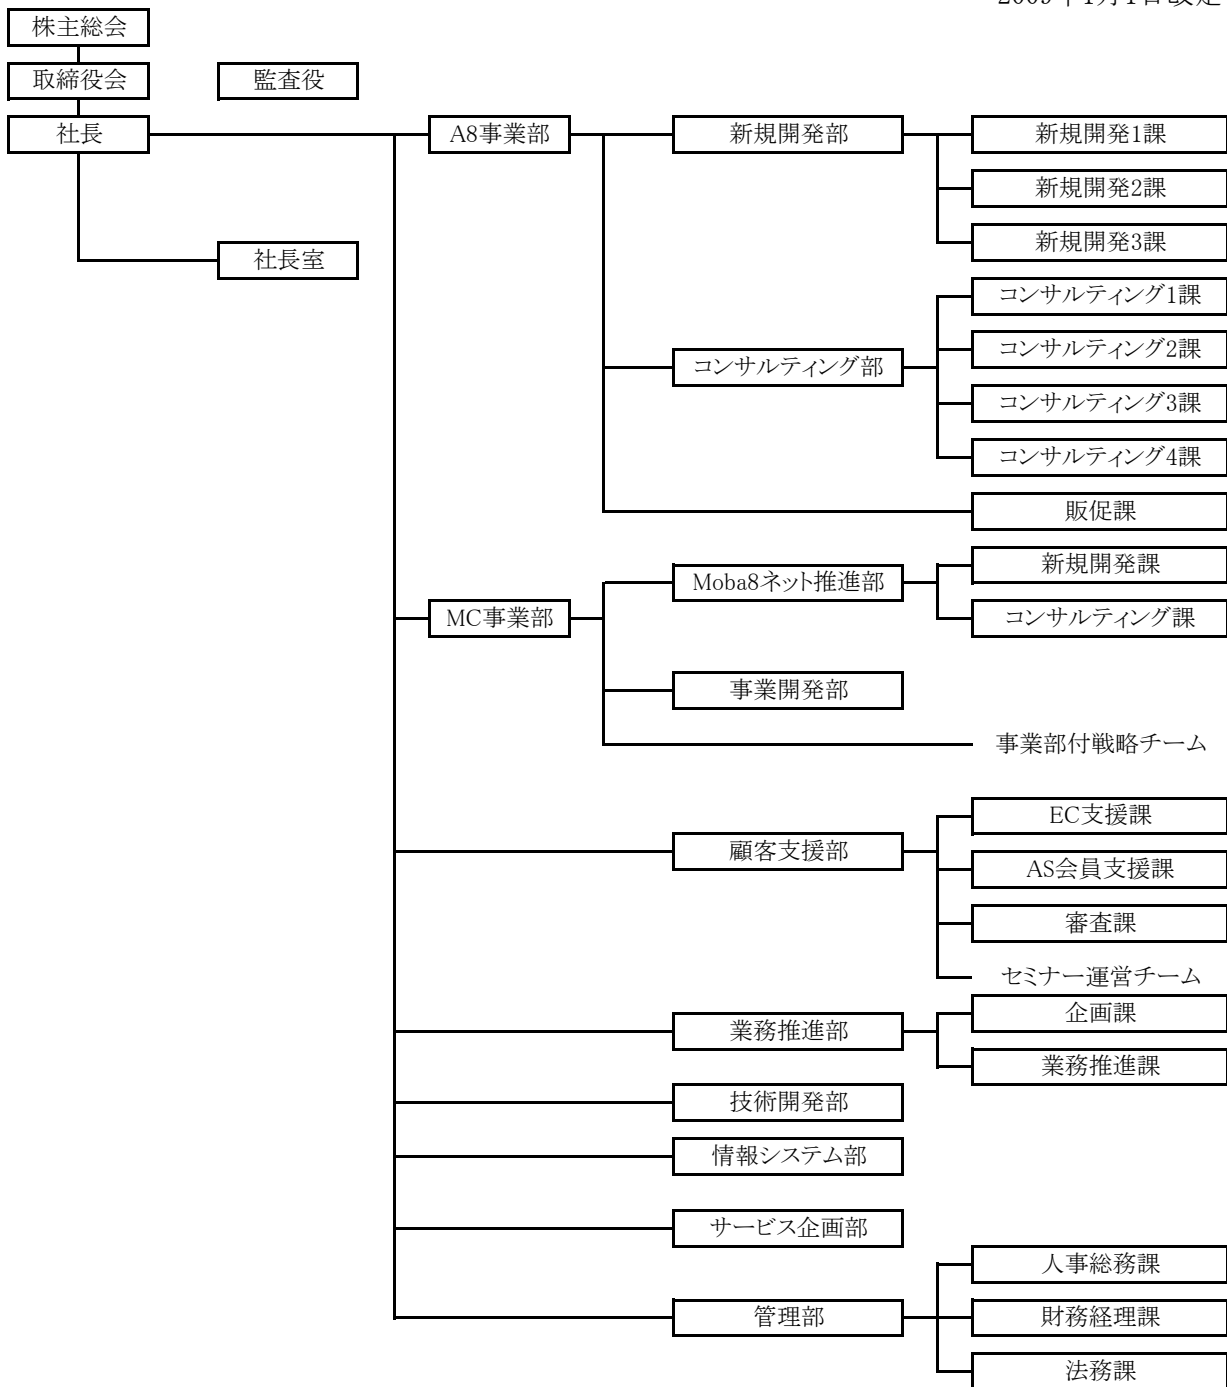 株主総会
取締役会
監査役
社長
A8事業部
新規開発部
新規開発1課
新規開発2課
新規開発3課
社長室
コンサルティング1課
コンサルティング2課
コンサルティング部
コンサルティング3課
コンサルティング4課
販促課
新規開発課
Moba8ネット推進部
MC事業部
コンサルティング課
事業開発部
事業部付戦略チーム
EC支援課
顧客支援部
AS会員支援課
審査課
セミナー運営チーム
企画課
業務推進部
業務推進課
技術開発部
情報システム部
サービス企画部
人事総務課
管理部
財務経理課
法務課